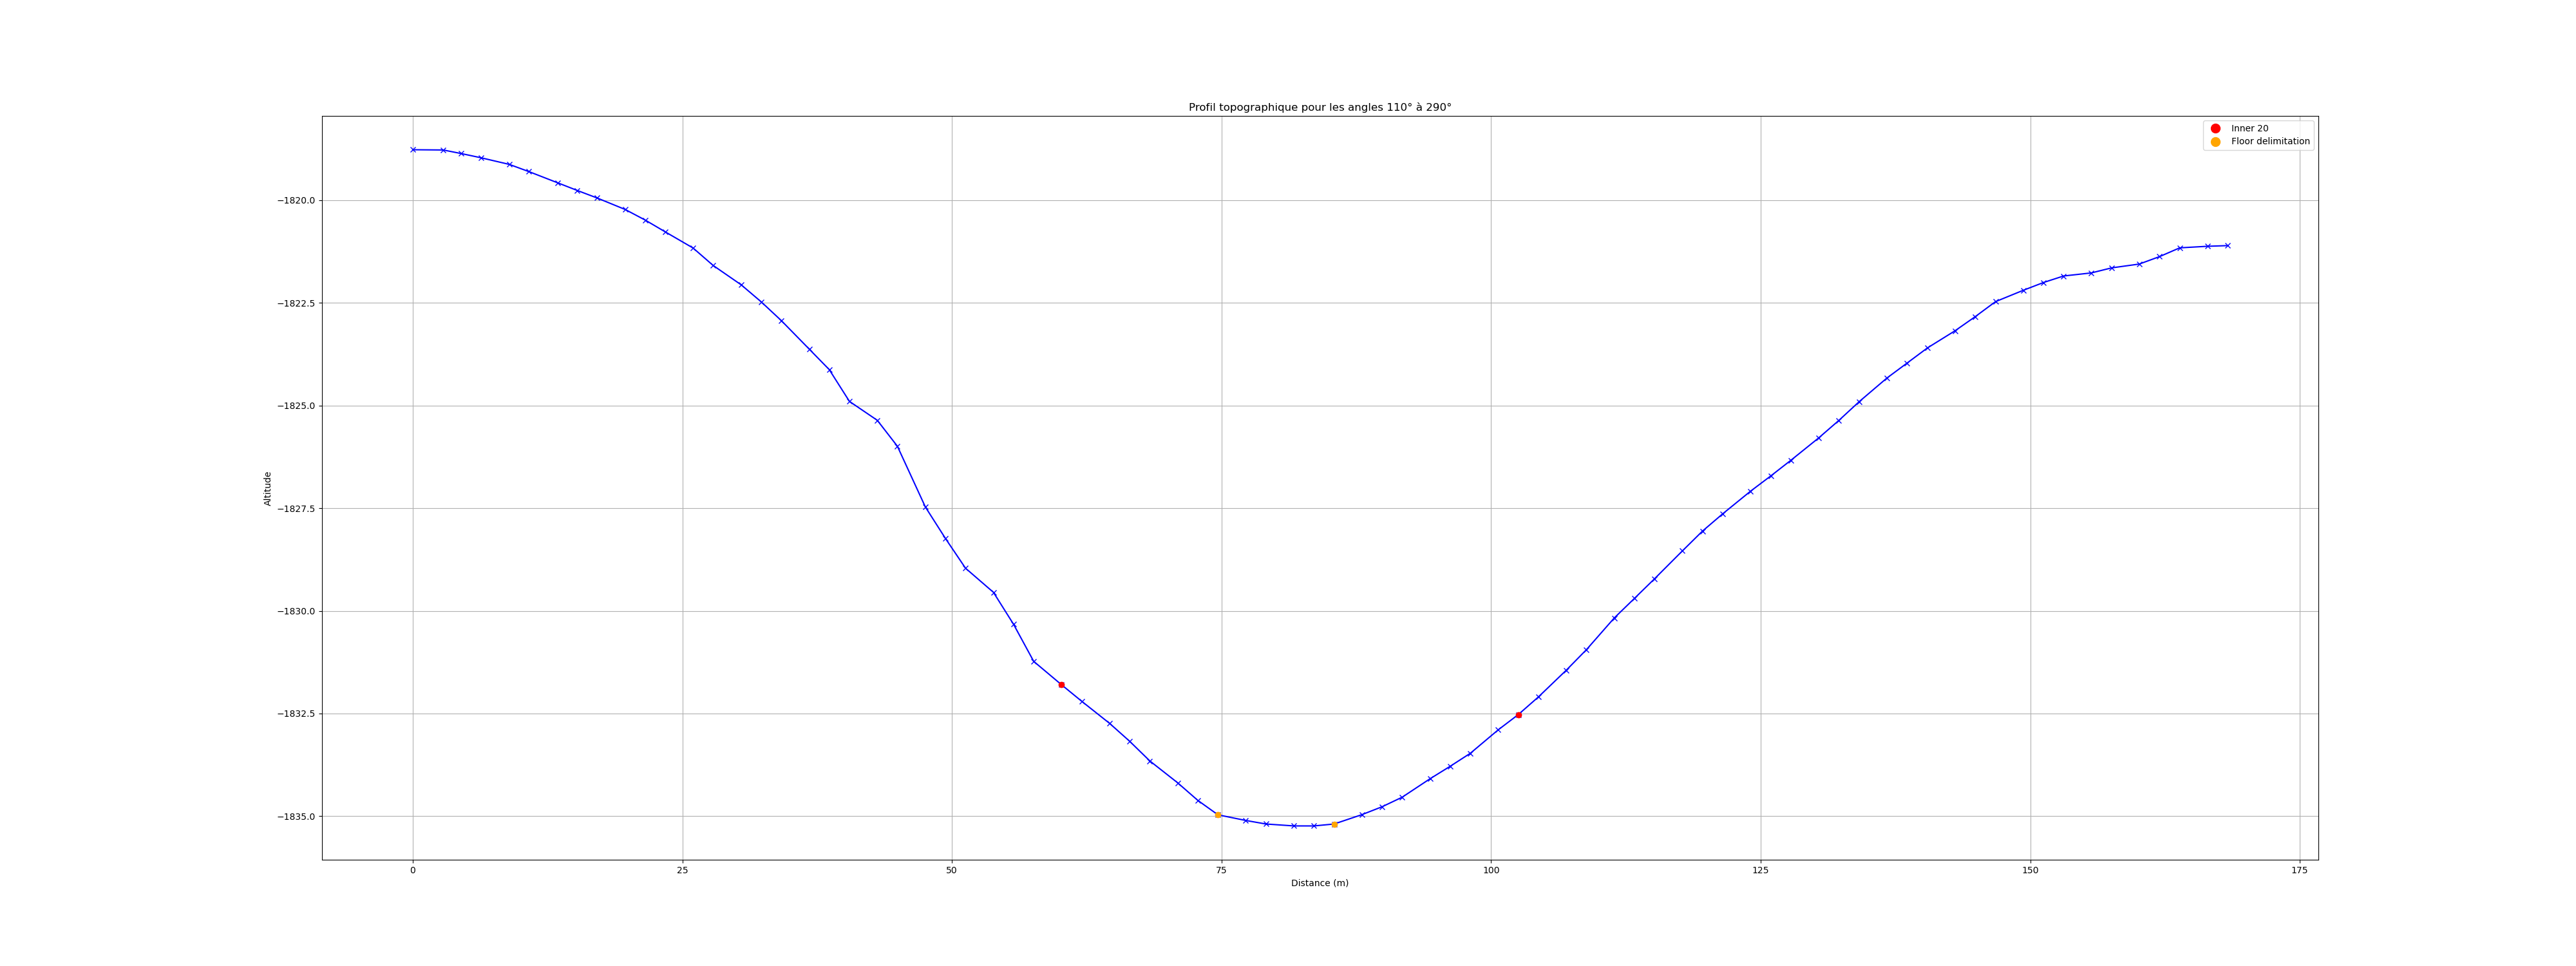 Profil topographique pour les angles 110° à 290°
Inner 20
Floor delimitation
−1820.0
−1822.5
−1825.0
−1827.5
−1830.0
−1832.5
−1835.0
Altitude
0 25 50 75 100 125 150 175
Distance (m)